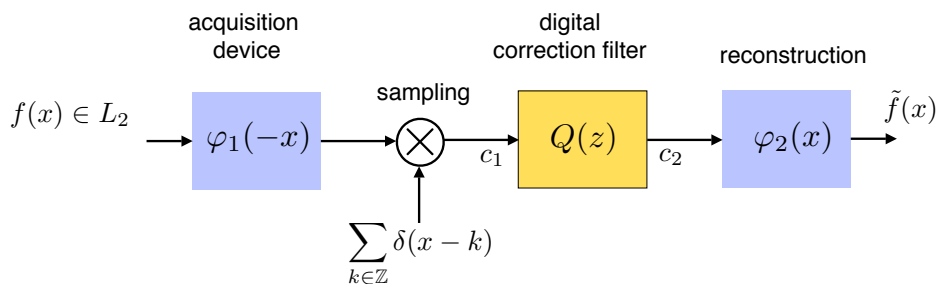 acquisition
device
digital
correction filter
reconstruction
sampling
f(x) ∈ L₂
φ₁(−x)
c₁
Q(z)
c₂
φ₂(x)
f̃(x)
∑ δ(x − k)
k∈ℤ